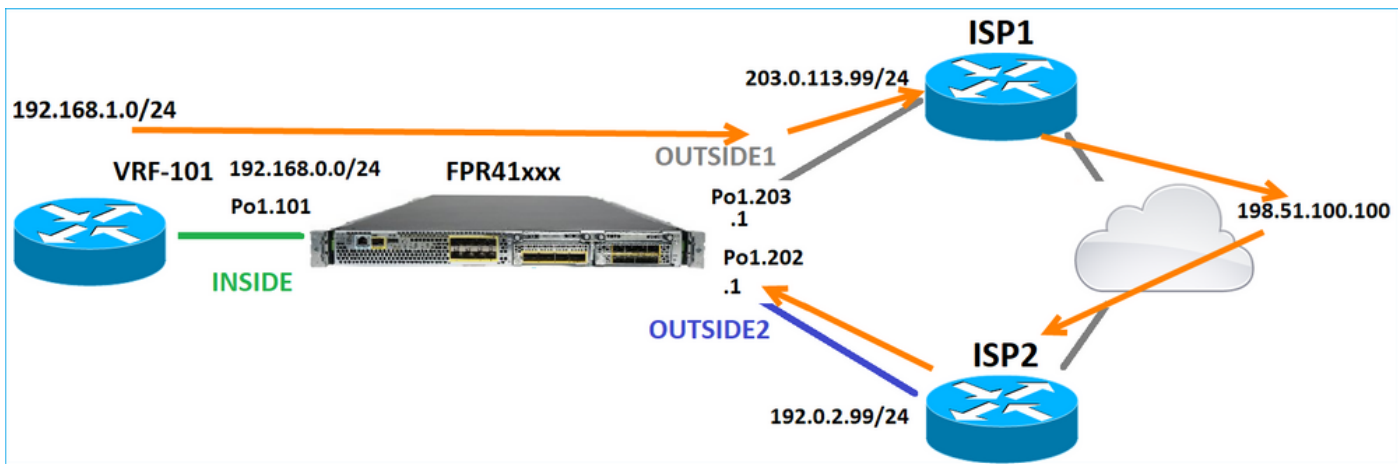 ISP1
203.0.113.99/24
192.168.1.0/24
OUTSIDE1
VRF-101
192.168.0.0/24
FPR41xxx
Po1.101
Po1.203
.1
198.51.100.100
Po1.202
.1
INSIDE
OUTSIDE2
ISP2
192.0.2.99/24